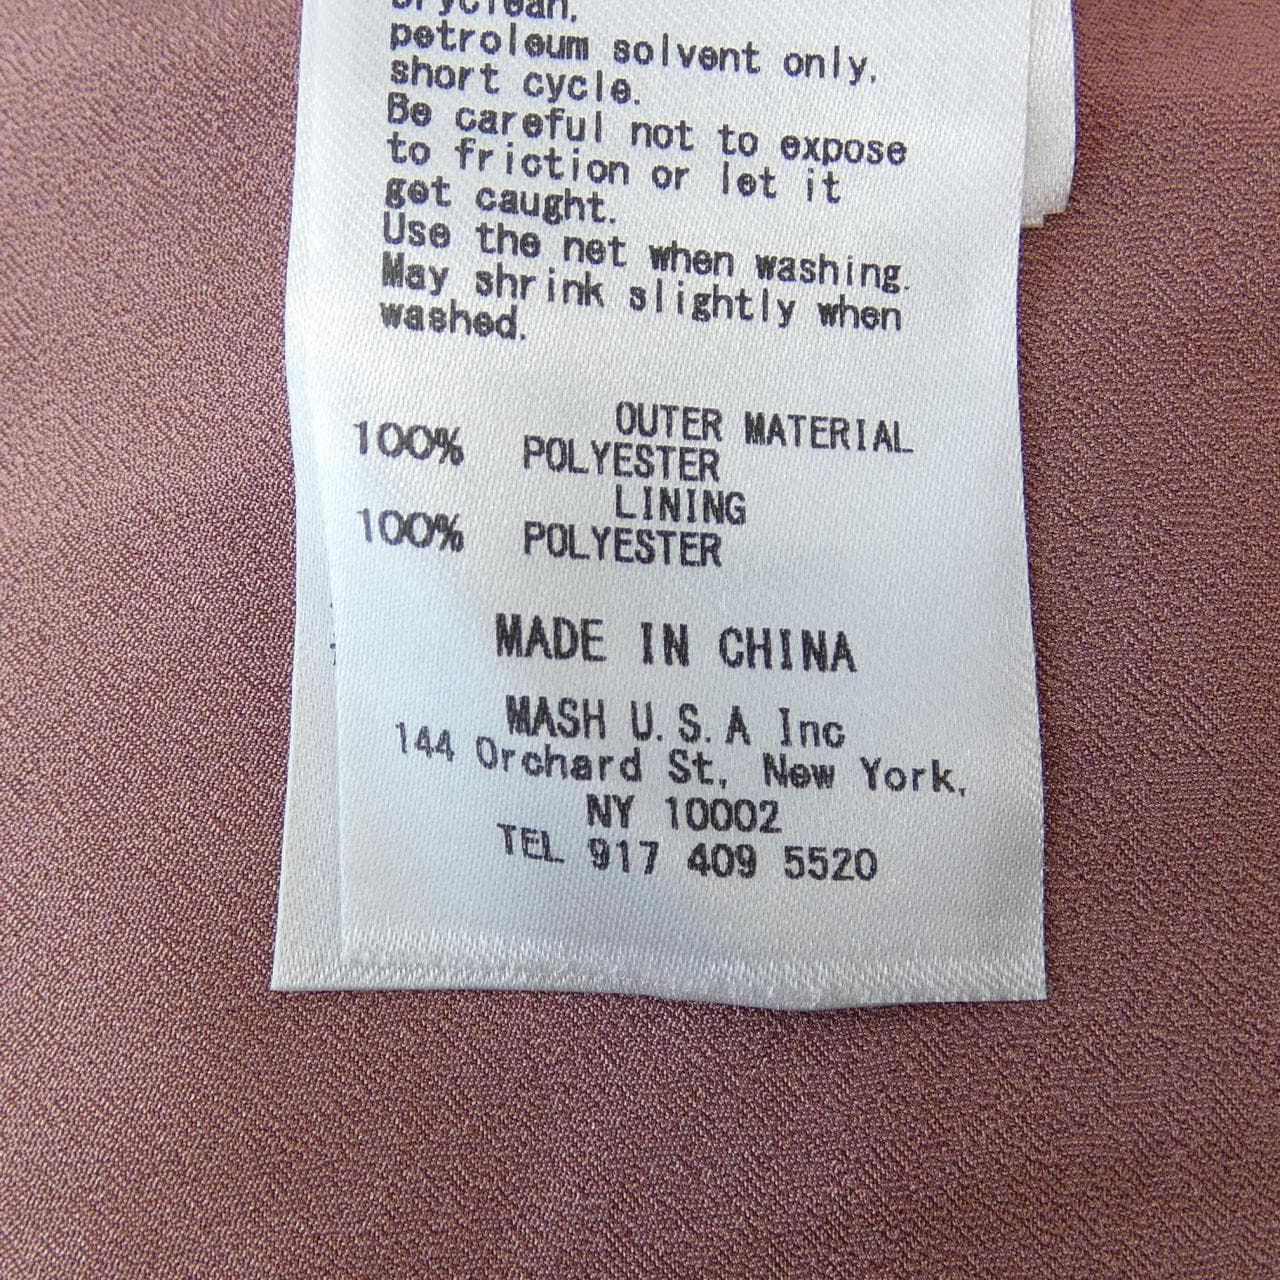 Dryclean,
petroleum solvent only,
short cycle.
Be careful not to expose
to friction or let it
get caught.
Use the net when washing.
May shrink slightly when
washed.
OUTER MATERIAL
100% POLYESTER
LINING
100% POLYESTER
MADE IN CHINA
MASH U.S.A Inc
144 Orchard St, New York,
NY 10002
TEL 917 409 5520